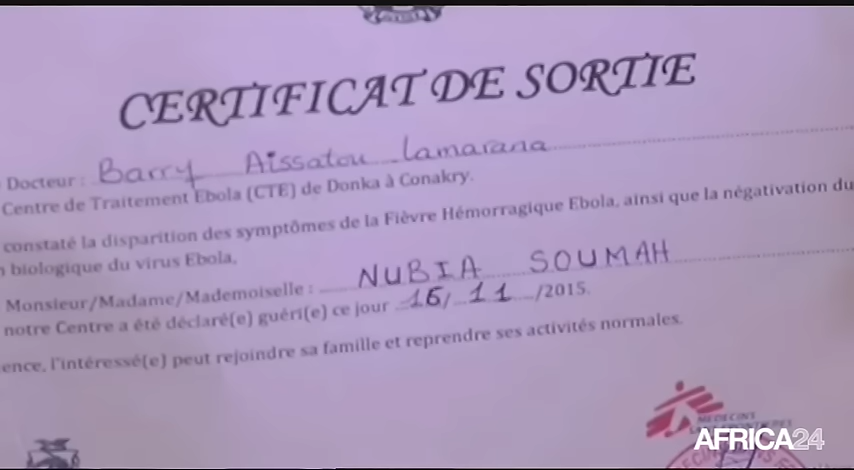 CERTIFICAT DE SORTIE
Docteur : Barry Aissatou Lamarana
Centre de Traitement Ebola (CTE) de Donka à Conakry.
constaté la disparition des symptômes de la Fièvre Hémorragique Ebola, ainsi que la négativation du
biologique du virus Ebola,
Monsieur/Madame/Mademoiselle : NUBIA SOUMAH
notre Centre a été déclaré(e) guéri(e) ce jour 16/ 11 /2015.
ence, l'intéressé(e) peut rejoindre sa famille et reprendre ses activités normales.
MEDECINS
AFRICA24